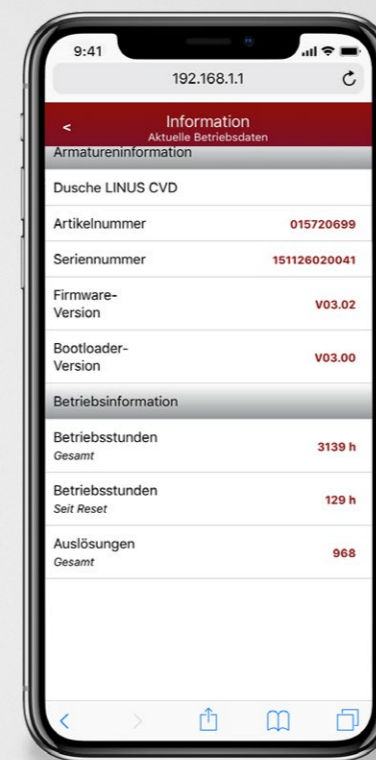 9:41
192.168.1.1
<
Information
Aktuelle Betriebsdaten
Armatureninformation
Dusche LINUS CVD
Artikelnummer 015720699
Seriennummer 151126020041
Firmware-
Version V03.02
Bootloader-
Version V03.00
Betriebsinformation
Betriebsstunden
Gesamt 3139 h
Betriebsstunden
Seit Reset 129 h
Auslösungen
Gesamt 968